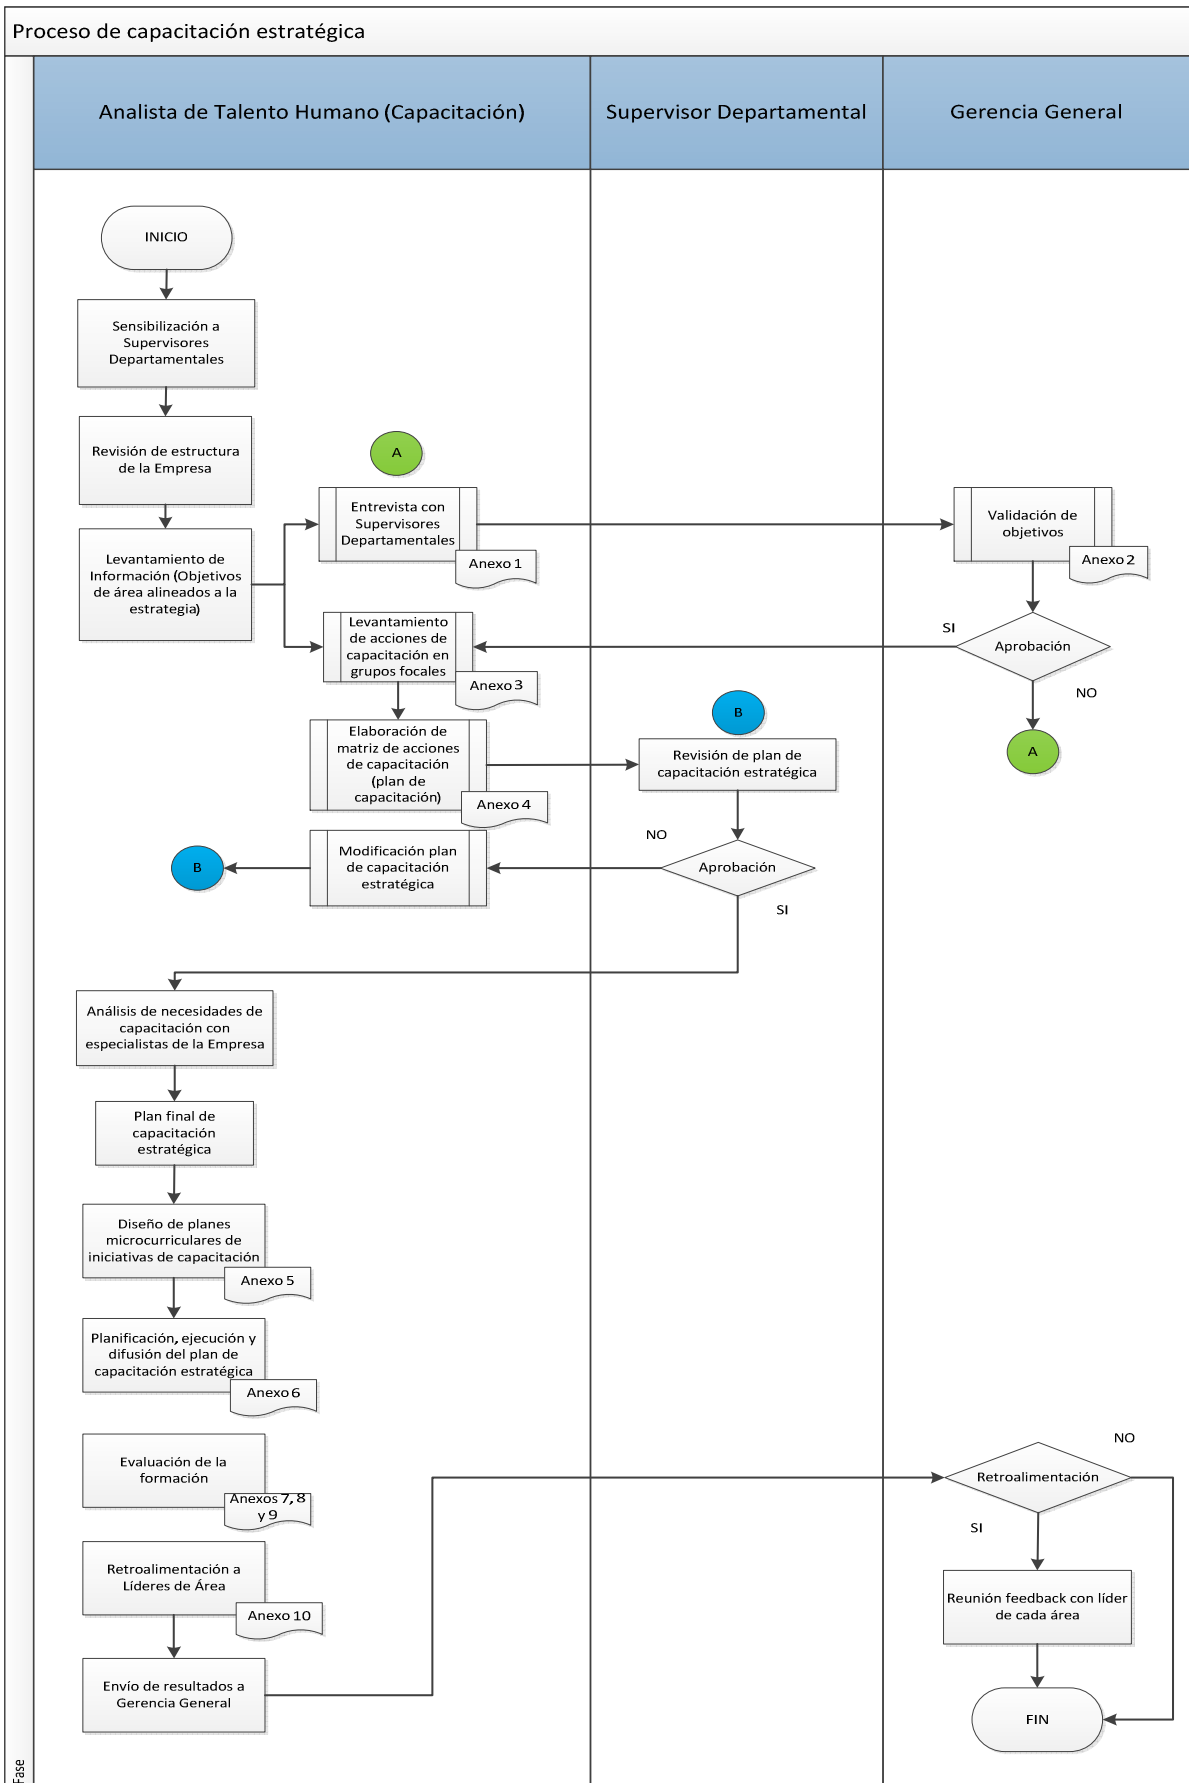 Proceso de capacitación estratégica
Analista de Talento Humano (Capacitación)
Supervisor Departamental
Gerencia General
INICIO
Sensibilización a
Supervisores
Departamentales
Revisión de estructura
de la Empresa
A
Levantamiento de
Información (Objetivos
de área alineados a la
estrategia)
Entrevista con
Supervisores
Departamentales
Anexo 1
Validación de
objetivos
Anexo 2
Levantamiento
de acciones de
capacitación en
grupos focales
Anexo 3
SI
Aprobación
NO
A
Elaboración de
matriz de acciones
de capacitación
(plan de
capacitación)
Anexo 4
B
Revisión de plan de
capacitación estratégica
NO
Aprobación
SI
Modificación plan
de capacitación
estratégica
B
Análisis de necesidades de
capacitación con
especialistas de la Empresa
Plan final de
capacitación
estratégica
Diseño de planes
microcurriculares de
iniciativas de capacitación
Anexo 5
Planificación, ejecución y
difusión del plan de
capacitación estratégica
Anexo 6
Evaluación de la
formación
Anexos 7, 8
y 9
Retroalimentación a
Líderes de Área
Anexo 10
Envío de resultados a
Gerencia General
NO
Retroalimentación
SI
Reunión feedback con líder
de cada área
FIN
Fase